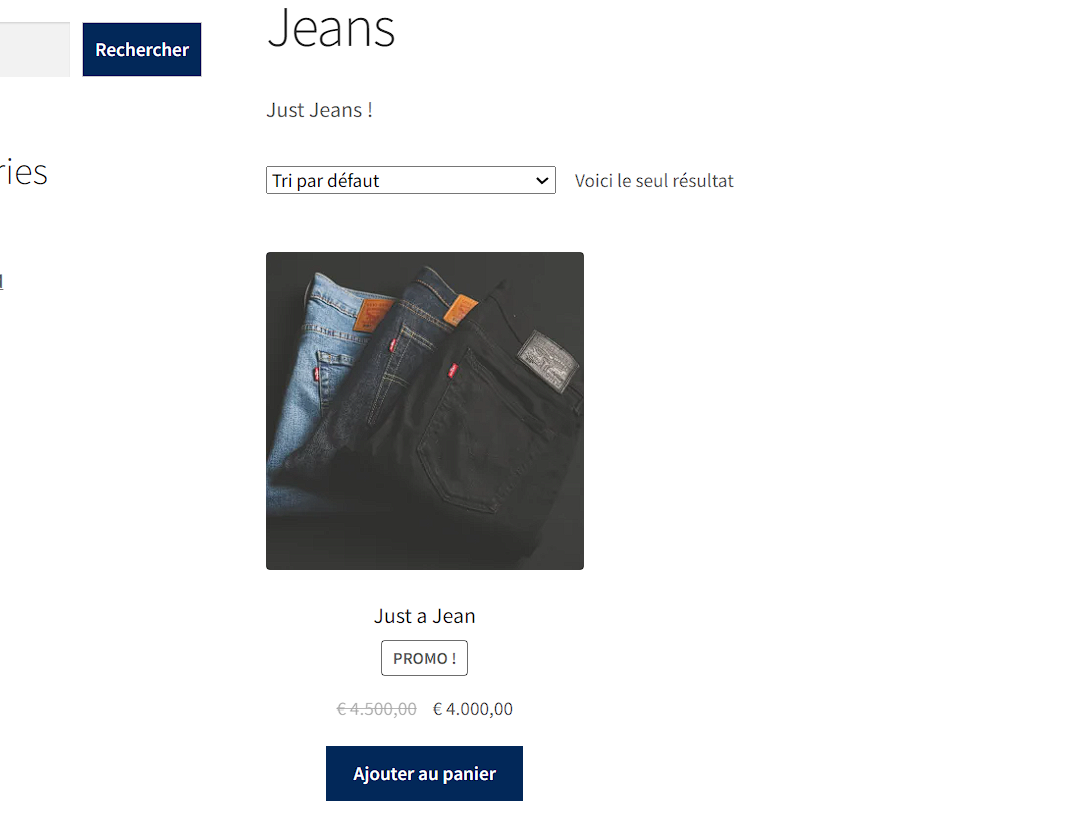 Rechercher
Jeans
Just Jeans !
ries
Tri par défaut
Voici le seul résultat
Just a Jean
PROMO !
€ 4.500,00 € 4.000,00
Ajouter au panier